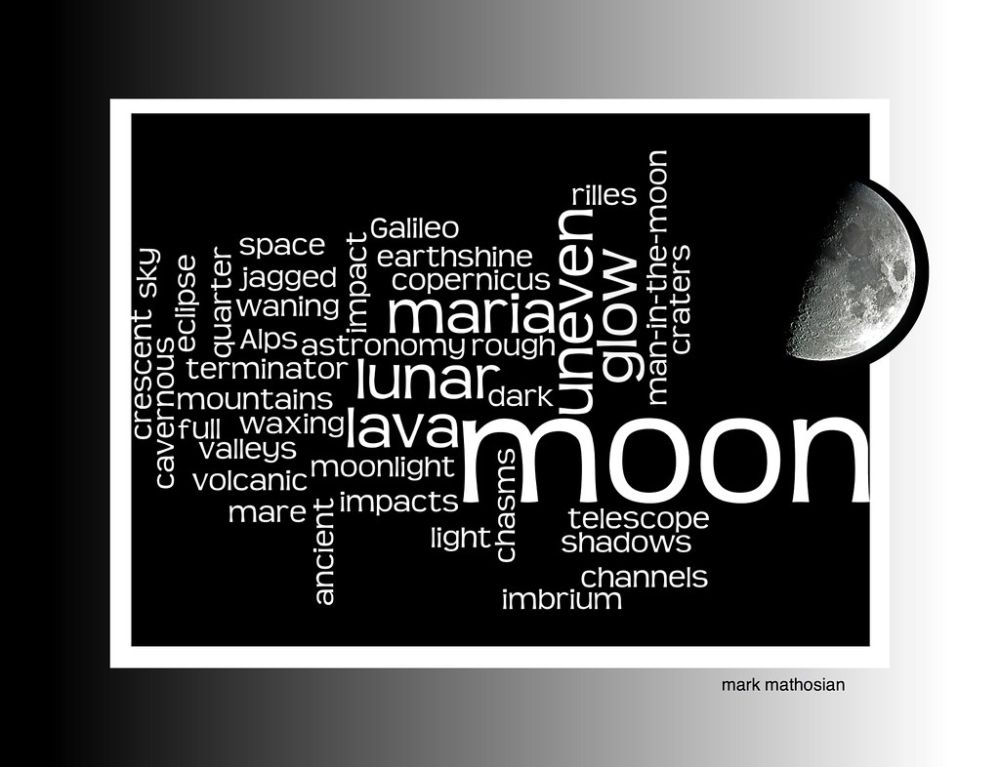 crescent
sky
cavernous
eclipse
quarter
space
jagged
waning
Alps
impact
Galileo
earthshine
copernicus
maria
astronomy
rough
terminator
lunar
dark
mountains
full
waxing
lava
valleys
volcanic
moonlight
mare
ancient
impacts
light
chasms
uneven
rilles
glow
man-in-the-moon
craters
moon
telescope
shadows
channels
imbrium
mark mathosian